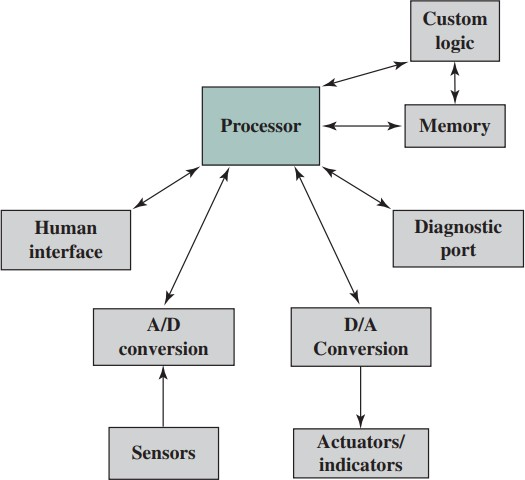 Custom
logic
Processor
Memory
Human
interface
Diagnostic
port
A/D
conversion
D/A
Conversion
Sensors
Actuators/
indicators